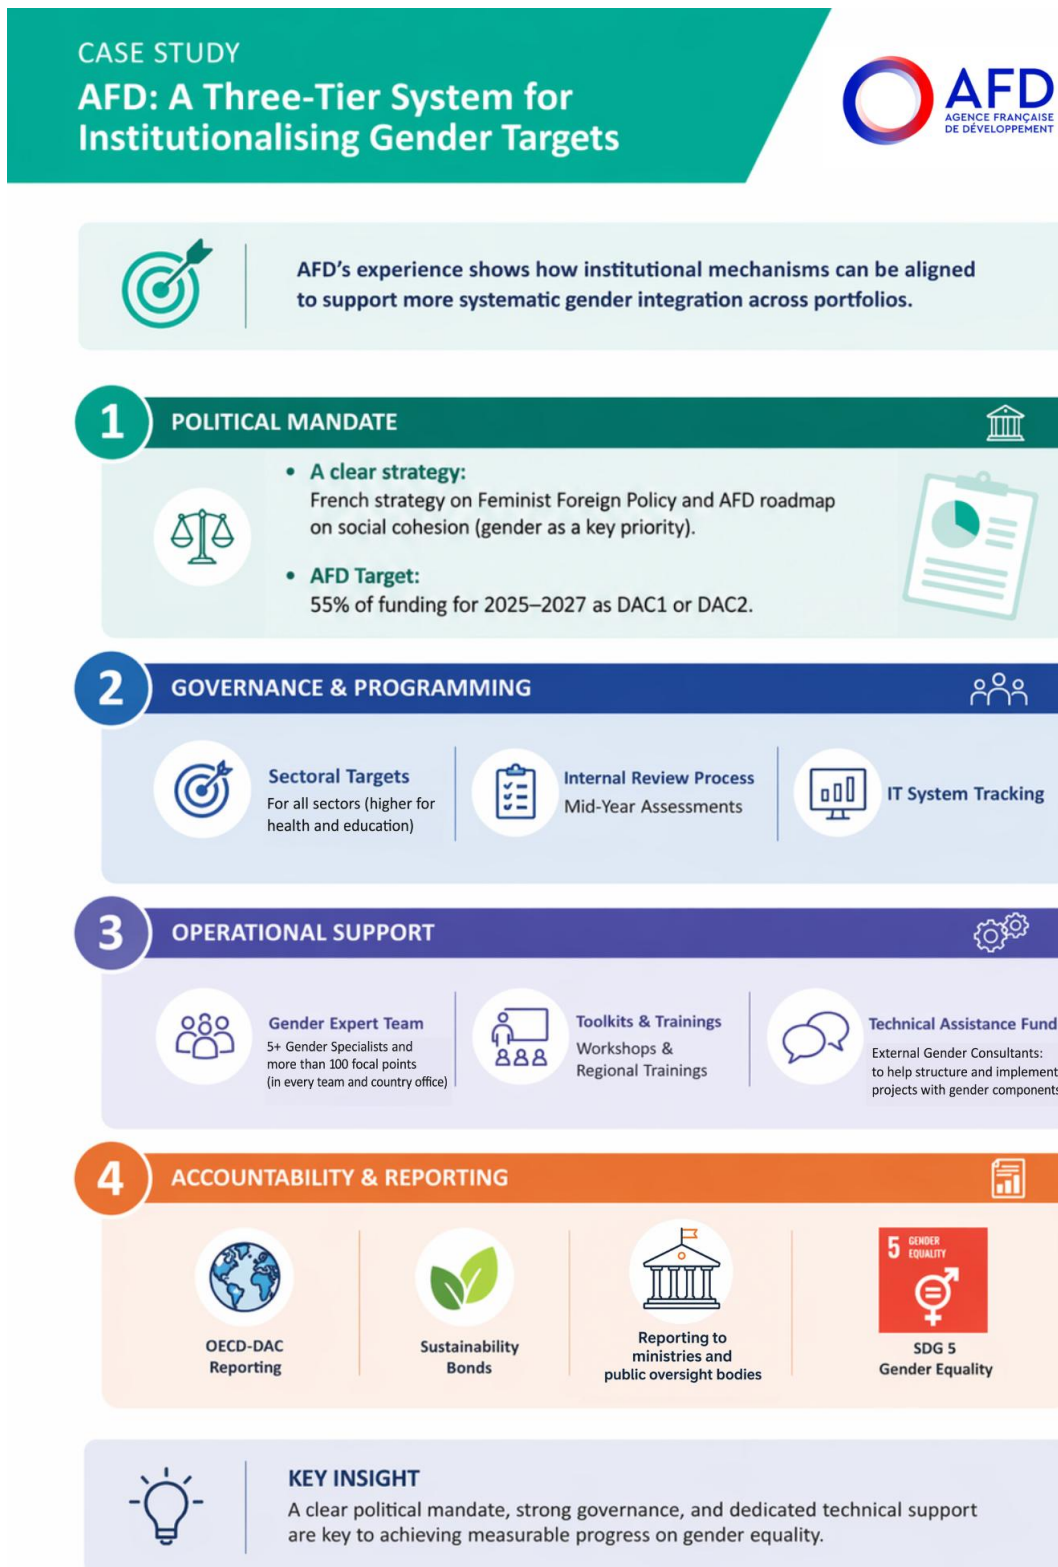 CASE STUDY
AFD: A Three-Tier System for
Institutionalising Gender Targets
AFD
AGENCE FRANÇAISE
DE DÉVELOPPEMENT
AFD’s experience shows how institutional mechanisms can be aligned
to support more systematic gender integration across portfolios.
1
POLITICAL MANDATE
• A clear strategy:
French strategy on Feminist Foreign Policy and AFD roadmap
on social cohesion (gender as a key priority).
• AFD Target:
55% of funding for 2025–2027 as DAC1 or DAC2.
2
GOVERNANCE & PROGRAMMING
Sectoral Targets
For all sectors (higher for
health and education)
Internal Review Process
Mid-Year Assessments
IT System Tracking
3
OPERATIONAL SUPPORT
Gender Expert Team
5+ Gender Specialists and
more than 100 focal points
(in every team and country office)
Toolkits & Trainings
Workshops &
Regional Trainings
Technical Assistance Fund
External Gender Consultants:
to help structure and implement
projects with gender components
4
ACCOUNTABILITY & REPORTING
OECD-DAC
Reporting
Sustainability
Bonds
Reporting to
ministries and
public oversight bodies
5 GENDER
EQUALITY
SDG 5
Gender Equality
KEY INSIGHT
A clear political mandate, strong governance, and dedicated technical support
are key to achieving measurable progress on gender equality.